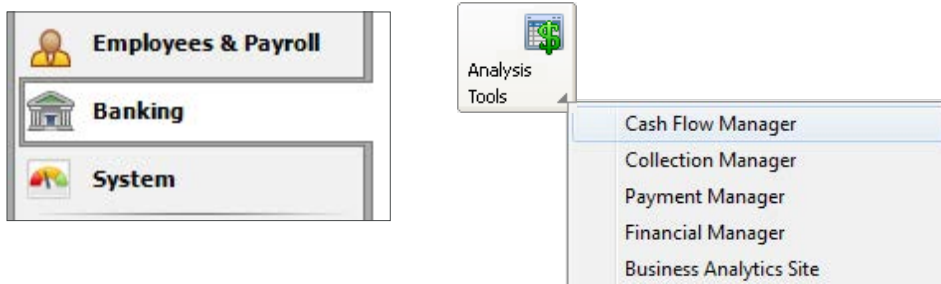 Employees & Payroll
Banking
System
Analysis
Tools
Cash Flow Manager
Collection Manager
Payment Manager
Financial Manager
Business Analytics Site